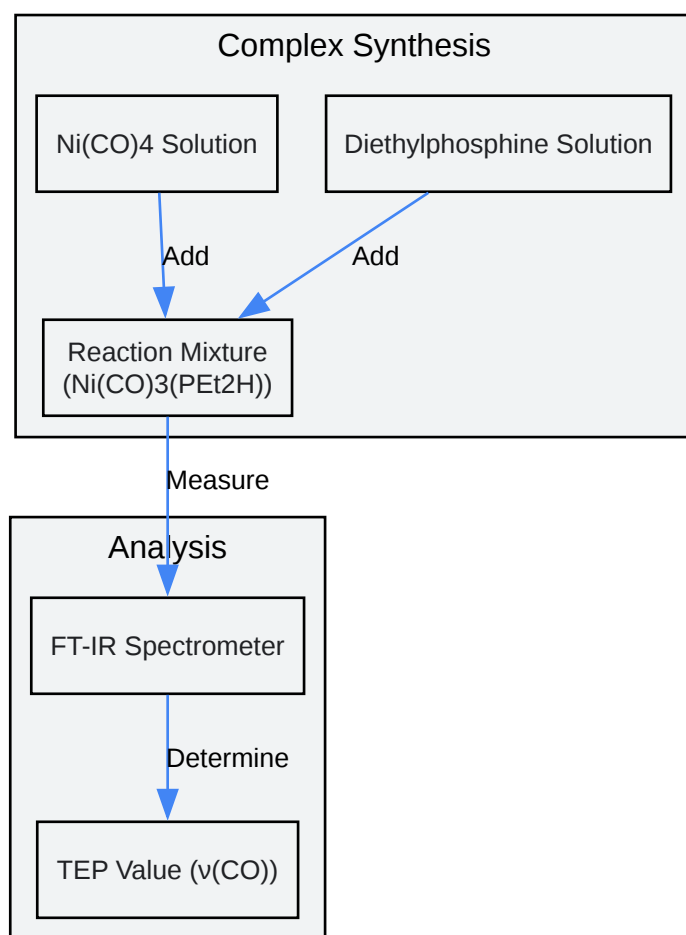 Complex Synthesis
Ni(CO)4 Solution
Diethylphosphine Solution
Add
Add
Reaction Mixture
(Ni(CO)3(PEt2H))
Measure
Analysis
FT-IR Spectrometer
Determine
TEP Value (ν(CO))